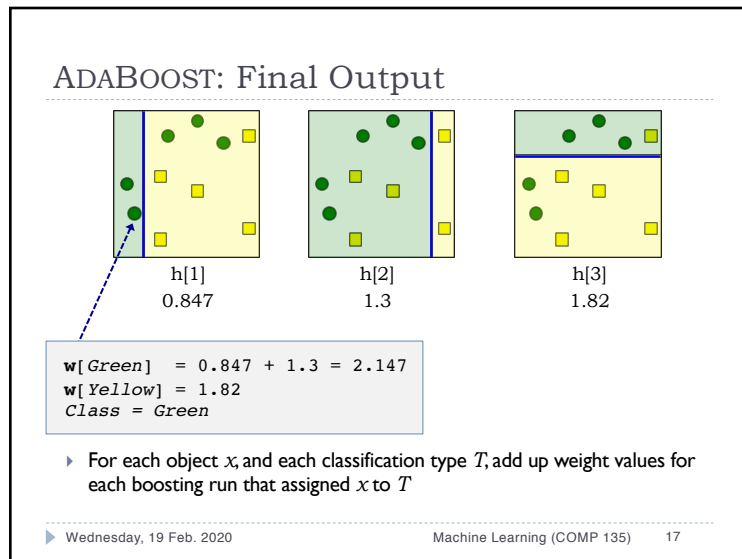 ADABOOST: Final Output
h[1] h[2] h[3]
0.847 1.3 1.82
w[Green] = 0.847 + 1.3 = 2.147
w[Yellow] = 1.82
Class = Green
For each object x, and each classification type T, add up weight values for
each boosting run that assigned x to T
Wednesday, 19 Feb. 2020 Machine Learning (COMP 135) 17